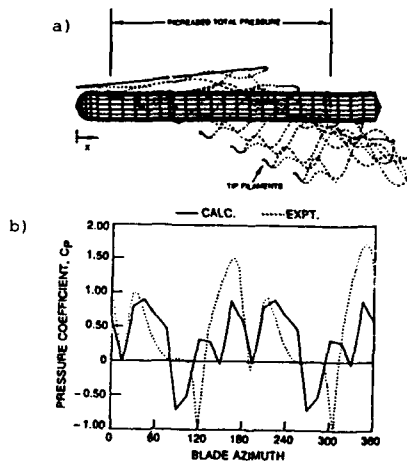 a)
INCREASED TOTAL PRESSURE
x
TIP FILAMENTS
b)
CALC. EXPT.
2.00
1.50
1.00
0.50
0
-0.50
-1.00
PRESSURE COEFFICIENT, CP
0 60 120 180 240 300 360
BLADE AZIMUTH